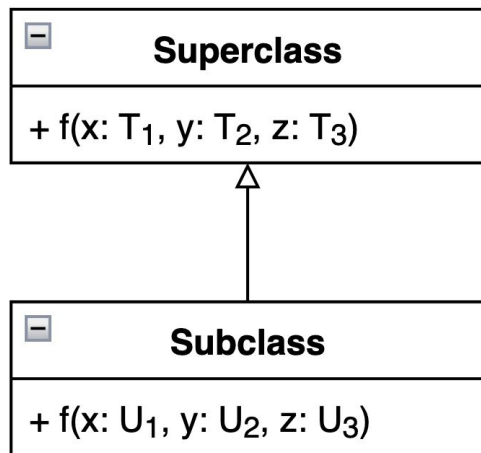 Superclass
+ f(x: T₁, y: T₂, z: T₃)
Subclass
+ f(x: U₁, y: U₂, z: U₃)